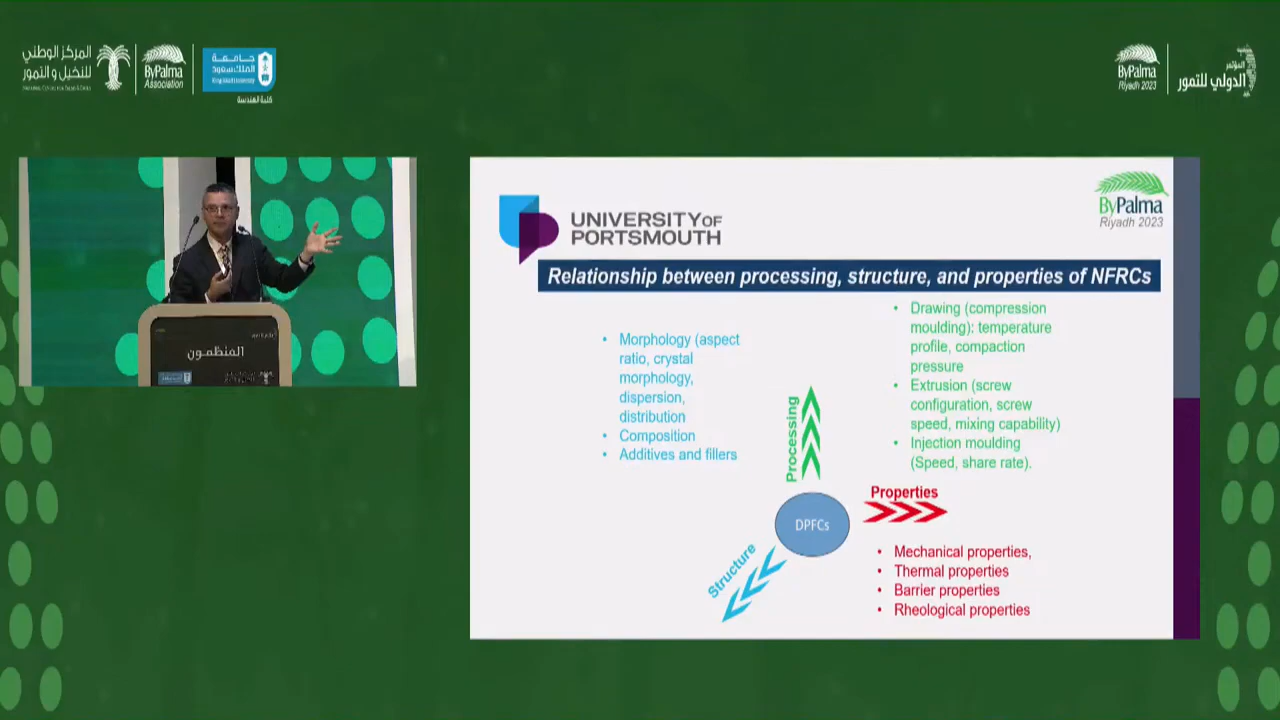 المركز الوطني
للنخيل و التمور
ByPalma
Association
جامعة
الملك سعود
King Saud University
كلية الهندسة
ByPalma
Riyadh 2023
المؤتمر
الدولي للتمور
المنظمون
UNIVERSITY OF
PORTSMOUTH
ByPalma
Riyadh 2023
Relationship between processing, structure, and properties of NFRCs
• Morphology (aspect
ratio, crystal
morphology,
dispersion,
distribution
• Composition
• Additives and fillers
• Drawing (compression
moulding): temperature
profile, compaction
pressure
• Extrusion (screw
configuration, screw
speed, mixing capability)
• Injection moulding
(Speed, share rate).
Processing
Properties
DPFCs
Structure
• Mechanical properties,
• Thermal properties
• Barrier properties
• Rheological properties